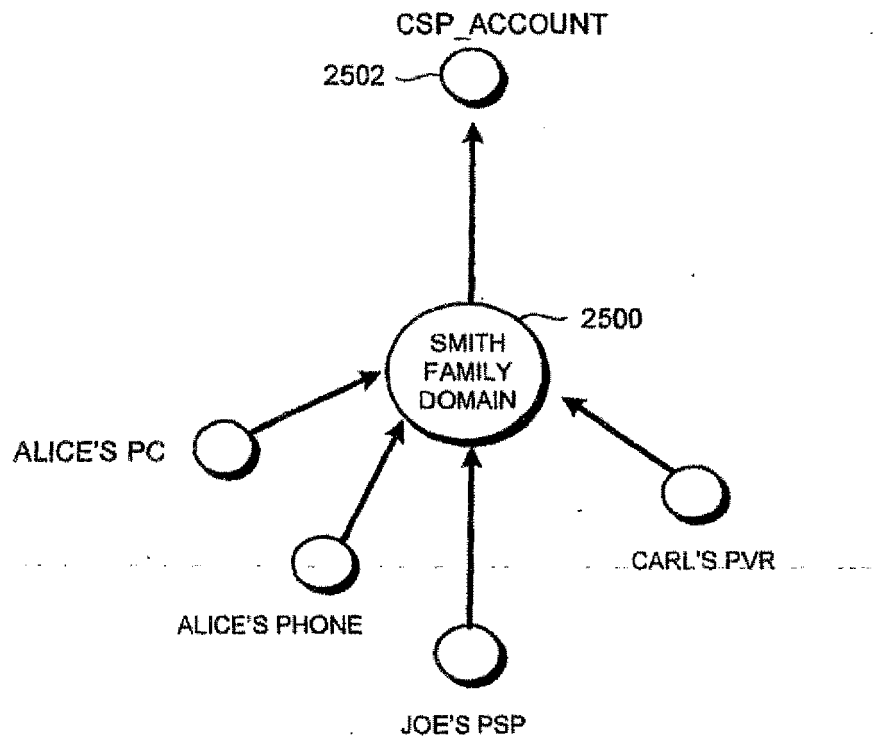 CSP_ACCOUNT
2502
2500
SMITH
FAMILY
DOMAIN
ALICE'S PC
CARL'S PVR
ALICE'S PHONE
JOE'S PSP